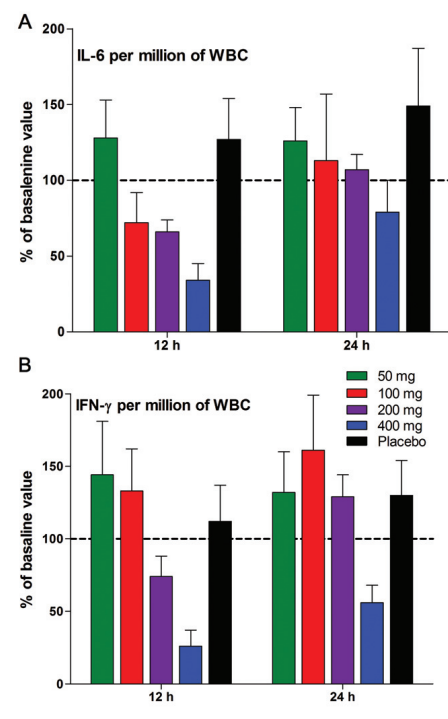 A
IL-6 per million of WBC
% of basalenine value
200
150
100
50
0
12 h
24 h
B
IFN-γ per million of WBC
% of basaline value
200
150
100
50
0
50 mg
100 mg
200 mg
400 mg
Placebo
12 h
24 h